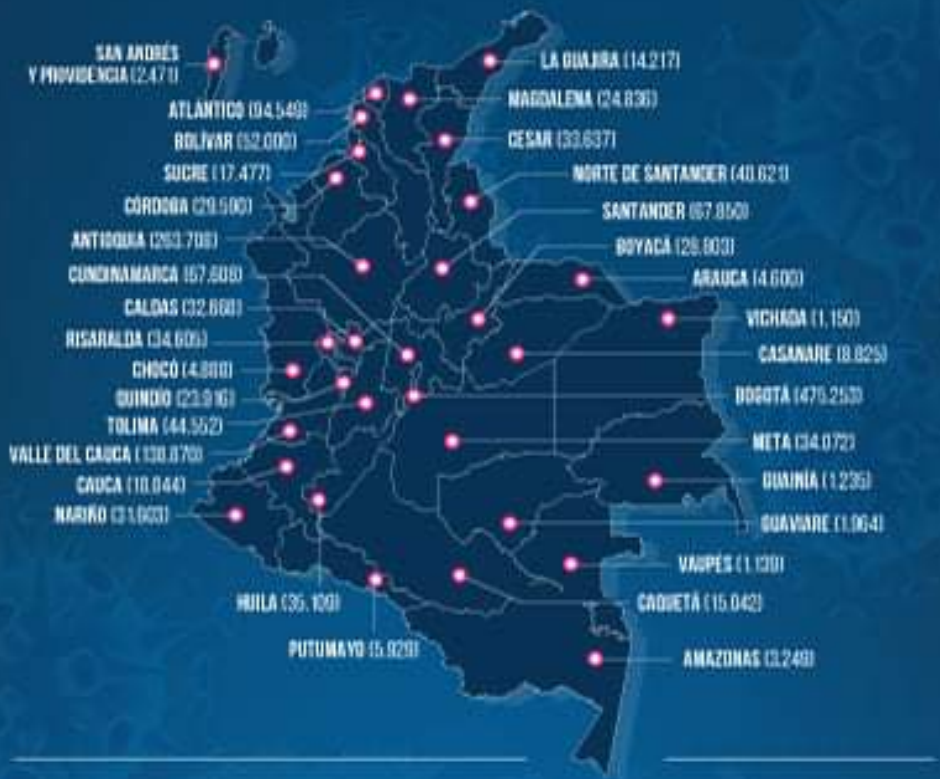 SAN ANDRÉS
Y PROVIDENCIA (2.471)
ATLÁNTICO (94.549)
BOLÍVAR (52.000)
SUCRE (17.477)
CÓRDOBA (29.590)
ANTIOQUIA (263.708)
CUNDINAMARCA (67.608)
CALDAS (32.668)
RISARALDA (34.605)
CHOCÓ (4.888)
QUINDÍO (23.916)
TOLIMA (44.552)
VALLE DEL CAUCA (138.870)
CAUCA (18.044)
NARIÑO (31.603)
HUILA (35.109)
PUTUMAYO (5.929)
LA GUAJIRA (14.217)
MAGDALENA (24.836)
CESAR (33.637)
NORTE DE SANTANDER (40.621)
SANTANDER (67.850)
BOYACÁ (28.803)
ARAUCA (4.600)
VICHADA (1.150)
CASANARE (8.825)
BOGOTÁ (475.253)
META (34.072)
GUAINÍA (1.235)
GUAVIARE (1.964)
VAUPÉS (1.139)
CAQUETÁ (15.042)
AMAZONAS (3.249)